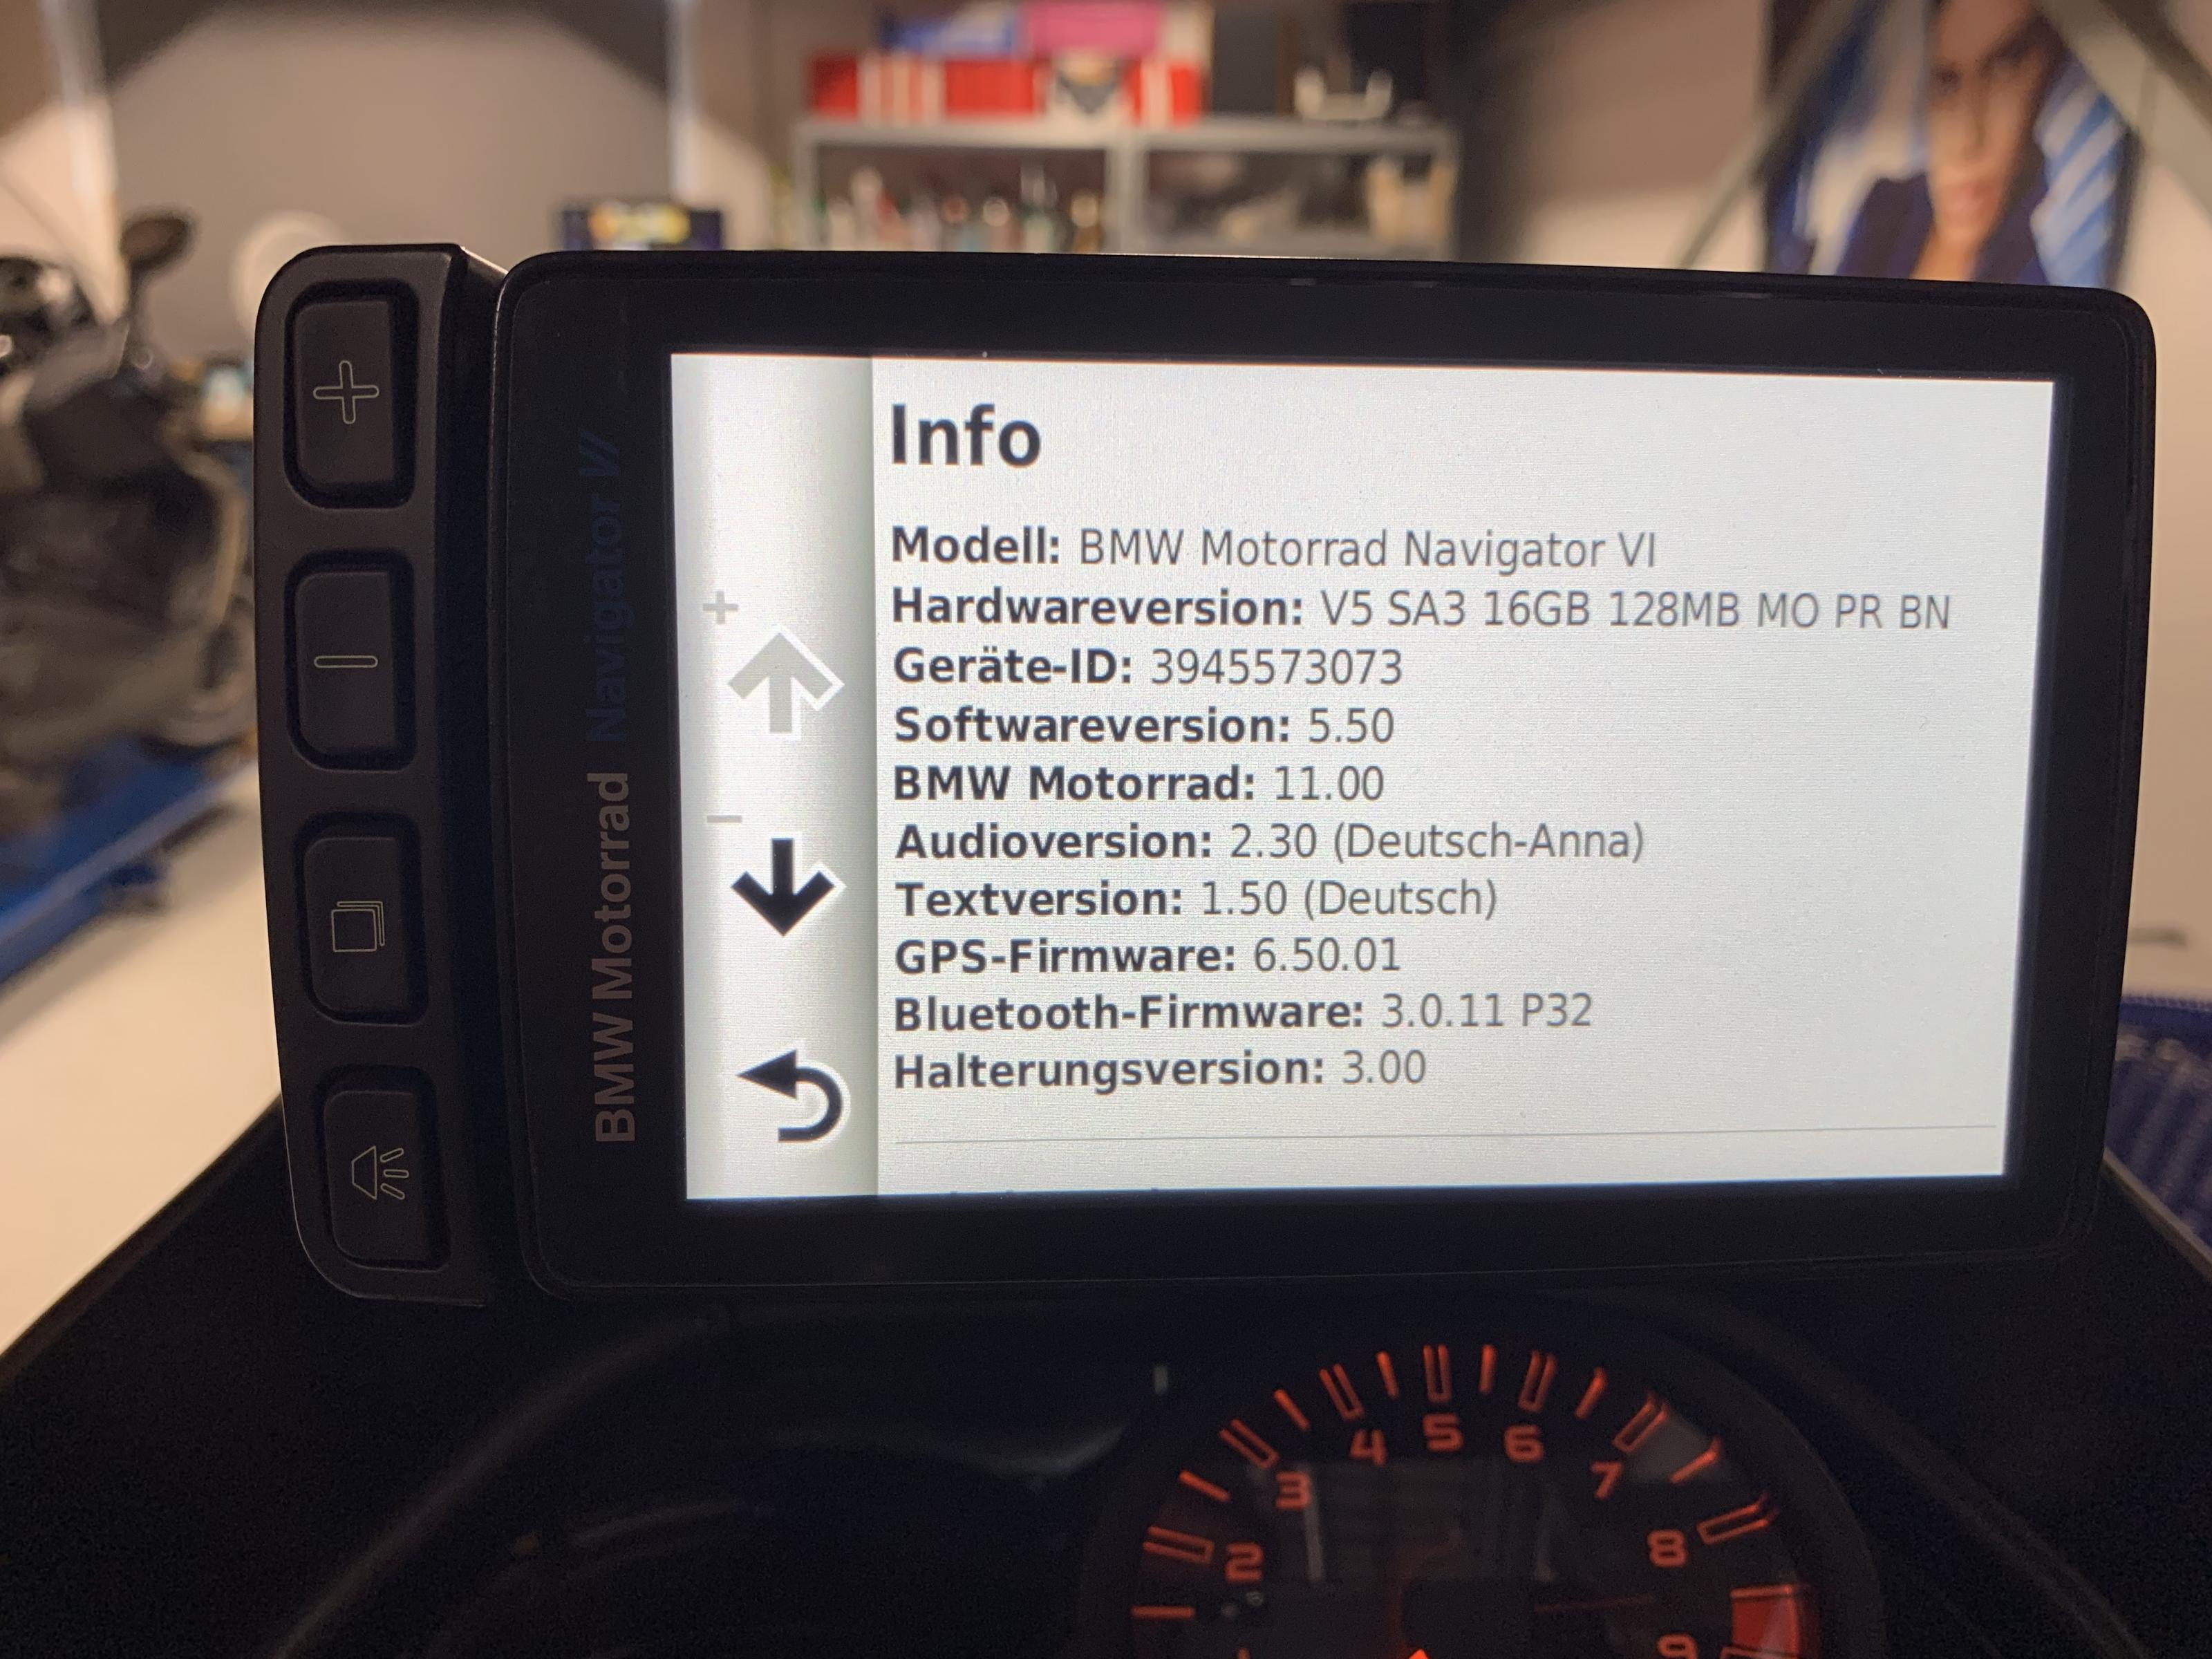 BMW Motorrad Navigator VI
Info
Modell: BMW Motorrad Navigator VI
Hardwareversion: V5 SA3 16GB 128MB MO PR BN
Geräte-ID: 3945573073
Softwareversion: 5.50
BMW Motorrad: 11.00
Audioversion: 2.30 (Deutsch-Anna)
Textversion: 1.50 (Deutsch)
GPS-Firmware: 6.50.01
Bluetooth-Firmware: 3.0.11 P32
Halterungsversion: 3.00
2 3 4 5 6 7 8 9